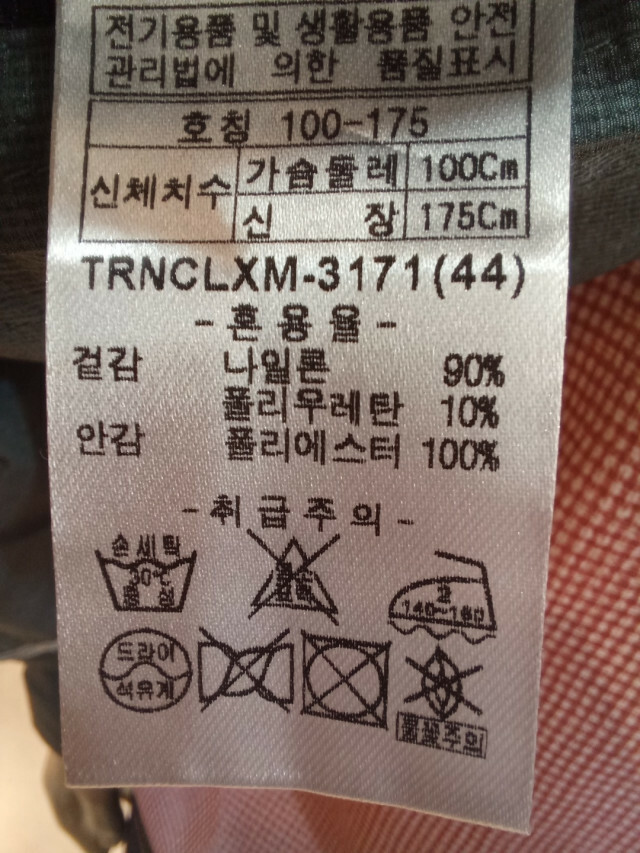 전기용품 및 생활용품 안전
관리법에 의한 품질표시
호칭 100-175
신체치수 가슴둘레 100Cm
신 장 175Cm
TRNCLXM-3171(44)
-혼용율-
겉감 나일론 90%
폴리우레탄 10%
안감 폴리에스터 100%
-취급주의-
손세탁
30℃
중성
140~160
드라이
석유계